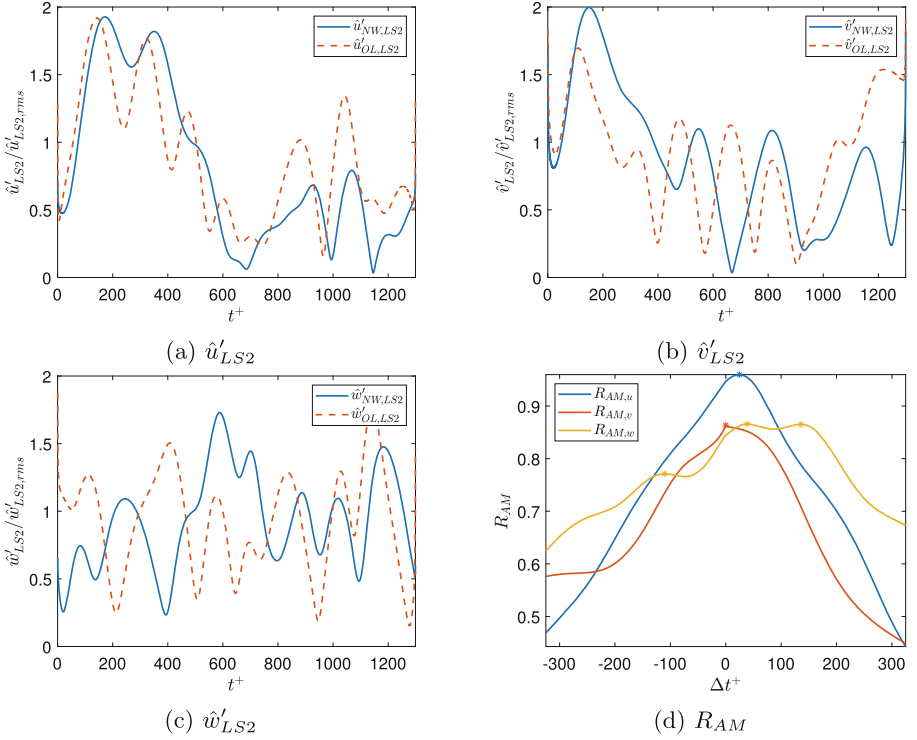 û′_{LS2}/û′_{LS2,rms}
2
1.5
1
0.5
0
0 200 400 600 800 1000 1200
t⁺
û′_{NW,LS2}
û′_{OL,LS2}
(a) û′_{LS2}
v̂′_{LS2}/v̂′_{LS2,rms}
2
1.5
1
0.5
0
0 200 400 600 800 1000 1200
t⁺
v̂′_{NW,LS2}
v̂′_{OL,LS2}
(b) v̂′_{LS2}
ŵ′_{LS2}/ŵ′_{LS2,rms}
2
1.5
1
0.5
0
0 200 400 600 800 1000 1200
t⁺
ŵ′_{NW,LS2}
ŵ′_{OL,LS2}
(c) ŵ′_{LS2}
R_{AM}
0.9
0.8
0.7
0.6
0.5
-300 -200 -100 0 100 200 300
Δt⁺
R_{AM,u}
R_{AM,v}
R_{AM,w}
(d) R_{AM}